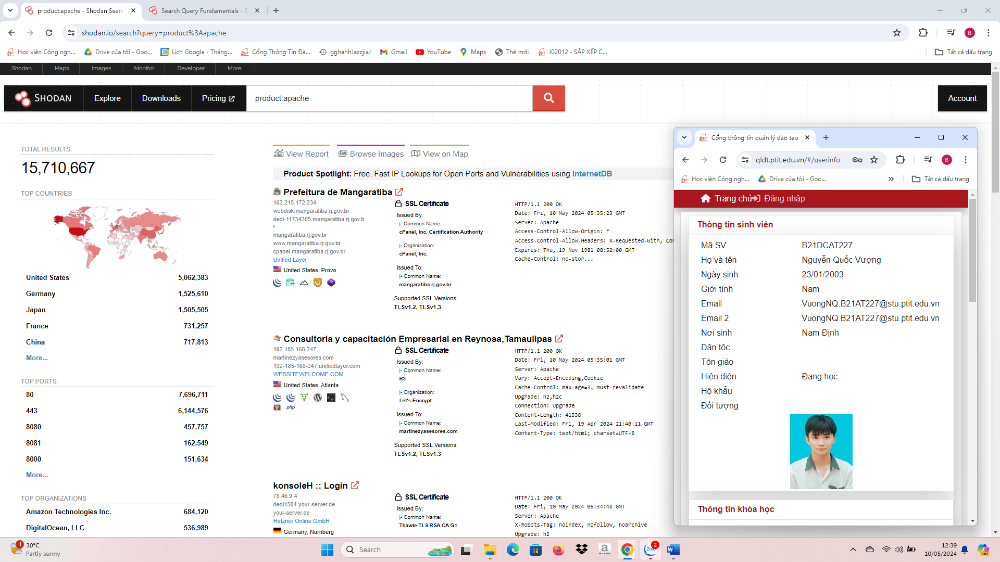 product:apache - Shodan Searc
Search Query Fundamentals - S
shodan.io/search?query=product%3Aapache
B
Học viện Công ngh...
Drive của tôi - Goo...
28
Lịch Google - Tháng...
Cổng Thông Tin Đà...
gghạhhJazzjiaJ
Gmail
YouTube
Maps
Thẻ mới
J02012 - SẮP XẾP C...
Tất cả dấu trang
Shodan
Maps
Images
Monitor
Developer
More...
SHODAN
Explore
Downloads
Pricing
product:apache
Account
TOTAL RESULTS
15,710,667
TOP COUNTRIES
United States 5,062,383
Germany 1,525,610
Japan 1,505,505
France 731,257
China 717,813
More...
TOP PORTS
80 7,696,711
443 6,144,576
8080 457,757
8081 162,549
8000 151,634
More...
TOP ORGANIZATIONS
Amazon Technologies Inc. 684,120
DigitalOcean, LLC 536,989
View Report
Browse Images
View on Map
Product Spotlight: Free, Fast IP Lookups for Open Ports and Vulnerabilities using InternetDB
Prefeitura de Mangaratiba
162.215.172.234
webdisk.mangaratiba.rj.gov.br
dedi-11734205.mangaratiba.rj.gov.b
r
mangaratiba.rj.gov.br
www.mangaratiba.rj.gov.br
cpanel.mangaratiba.rj.gov.br
Unified Layer
United States, Provo
SSL Certificate
Issued By:
|- Common Name:
cPanel, Inc. Certification Authority
|- Organization:
cPanel, Inc.
Issued To:
|- Common Name:
mangaratiba.rj.gov.br
Supported SSL Versions:
TLSv1.2, TLSv1.3
HTTP/1.1 200 OK
Date: Fri, 10 May 2024 05:35:23 GMT
Server: Apache
Access-Control-Allow-Origin: *
Access-Control-Allow-Headers: X-Requested-With, Con
Expires: Thu, 19 Nov 1981 08:52:00 GMT
Cache-Control: no-stor...
Consultoria y capacitación Empresarial en Reynosa,Tamaulipas
192.185.168.247
martinezyasesores.com
192-185-168-247.unifiedlayer.com
WEBSITEWELCOME.COM
United States, Atlanta
php
SSL Certificate
Issued By:
|- Common Name:
R3
|- Organization:
Let's Encrypt
Issued To:
|- Common Name:
martinezyasesores.com
Supported SSL Versions:
TLSv1.2, TLSv1.3
HTTP/1.1 200 OK
Date: Fri, 10 May 2024 05:35:01 GMT
Server: Apache
Vary: Accept-Encoding,Cookie
Cache-Control: max-age=3, must-revalidate
Upgrade: h2,h2c
Connection: Upgrade
Content-Length: 41538
Last-Modified: Fri, 19 Apr 2024 21:40:11 GMT
Content-Type: text/html; charset=UTF-8
konsoleH :: Login
78.46.9.4
dedi1504.your-server.de
your-server.de
Hetzner Online GmbH
Germany, Nürnberg
SSL Certificate
Issued By:
|- Common Name:
Thawte TLS RSA CA G1
HTTP/1.1 200 OK
Date: Fri, 10 May 2024 05:34:48 GMT
Server: Apache
X-Robots-Tag: noindex, nofollow, noarchive
Upgrade: h2
Cổng thông tin quản lý đào tạo
qldt.ptit.edu.vn/#/userinfo
B
Học viện Công ngh...
Drive của tôi - Goo...
Tất cả dấu trang
Trang chủ
Đăng nhập
Thông tin sinh viên
Mã SV B21DCAT227
Họ và tên Nguyễn Quốc Vượng
Ngày sinh 23/01/2003
Giới tính Nam
Email VuongNQ.B21AT227@stu.ptit.edu.vn
Email 2 VuongNQ.B21AT227@stu.ptit.edu.vn
Nơi sinh Nam Định
Dân tộc
Tôn giáo
Hiện diện Đang học
Hộ khẩu
Đối tượng
Thông tin khóa học
1
30°C
Partly sunny
Search
a
Zalo
2
W
12:39
10/05/2024
PRE